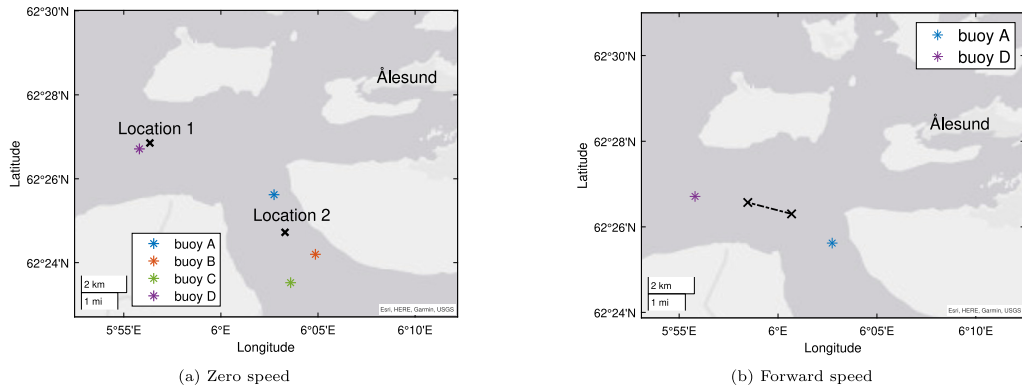 62°30'N
62°28'N
62°26'N
62°24'N
Latitude
Ålesund
Location 1
Location 2
buoy A
buoy B
buoy C
buoy D
2 km
1 mi
Esri, HERE, Garmin, USGS
5°55'E
6°E
6°05'E
6°10'E
Longitude
(a) Zero speed
62°30'N
62°28'N
62°26'N
62°24'N
Latitude
buoy A
buoy D
Ålesund
2 km
1 mi
Esri, HERE, Garmin, USGS
5°55'E
6°E
6°05'E
6°10'E
Longitude
(b) Forward speed